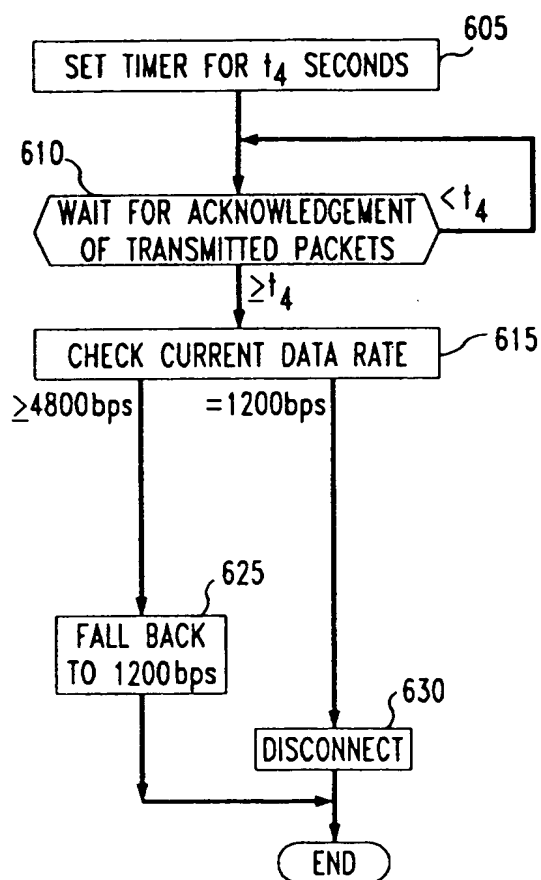 605
SET TIMER FOR t4 SECONDS
610
WAIT FOR ACKNOWLEDGEMENT
OF TRANSMITTED PACKETS
<t4
≥t4
CHECK CURRENT DATA RATE
615
≥4800bps
=1200bps
625
FALL BACK
TO 1200bps
630
DISCONNECT
END